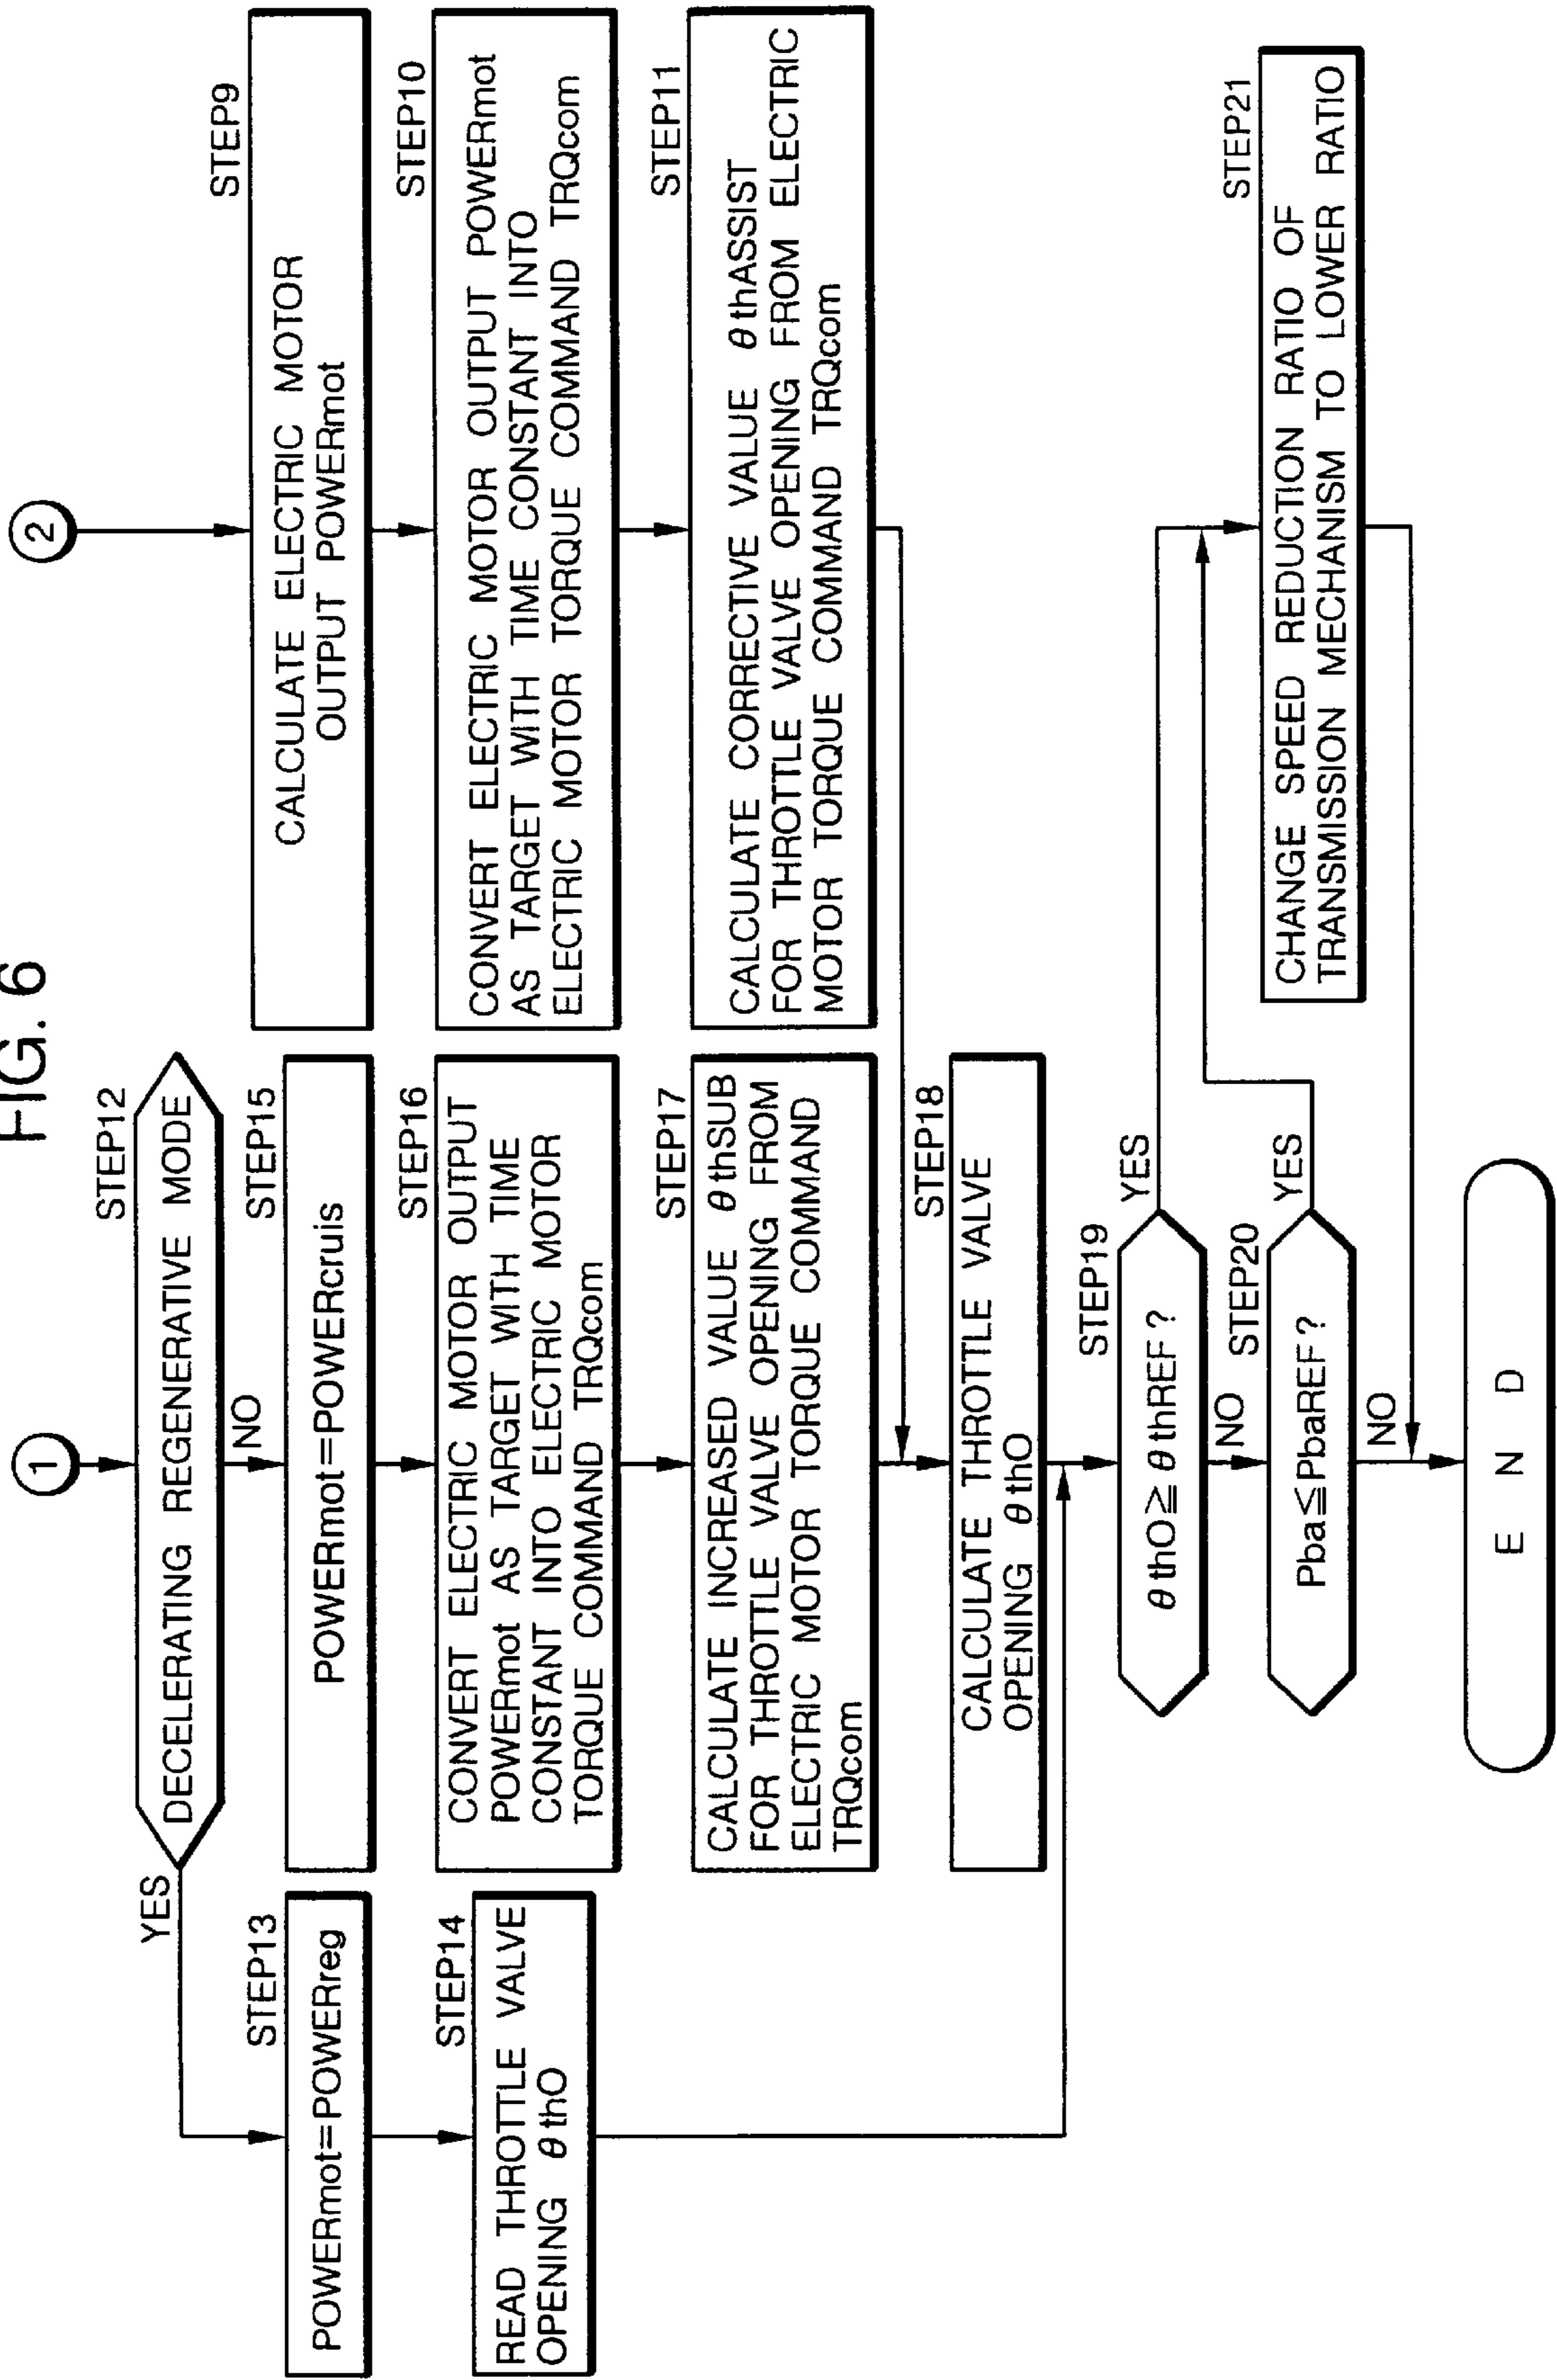 FIG. 6
1
STEP12
DECELERATING REGENERATIVE MODE
YES
NO
STEP13
POWERmot=POWERreg
STEP14
READ THROTTLE VALVE
OPENING θthO
STEP15
POWERmot=POWERcruis
STEP16
CONVERT ELECTRIC MOTOR OUTPUT
POWERmot AS TARGET WITH TIME
CONSTANT INTO ELECTRIC MOTOR
TORQUE COMMAND TRQcom
STEP17
CALCULATE INCREASED VALUE θthSUB
FOR THROTTLE VALVE OPENING FROM
ELECTRIC MOTOR TORQUE COMMAND
TRQcom
2
STEP9
CALCULATE ELECTRIC MOTOR
OUTPUT POWERmot
STEP10
CONVERT ELECTRIC MOTOR OUTPUT POWERmot
AS TARGET WITH TIME CONSTANT INTO
ELECTRIC MOTOR TORQUE COMMAND TRQcom
STEP11
CALCULATE CORRECTIVE VALUE θthASSIST
FOR THROTTLE VALVE OPENING FROM ELECTRIC
MOTOR TORQUE COMMAND TRQcom
STEP18
CALCULATE THROTTLE VALVE
OPENING θthO
STEP19
θthO≧θthREF?
YES
NO
STEP20
Pba≦PbaREF?
YES
NO
STEP21
CHANGE SPEED REDUCTION RATIO OF
TRANSMISSION MECHANISM TO LOWER RATIO
END